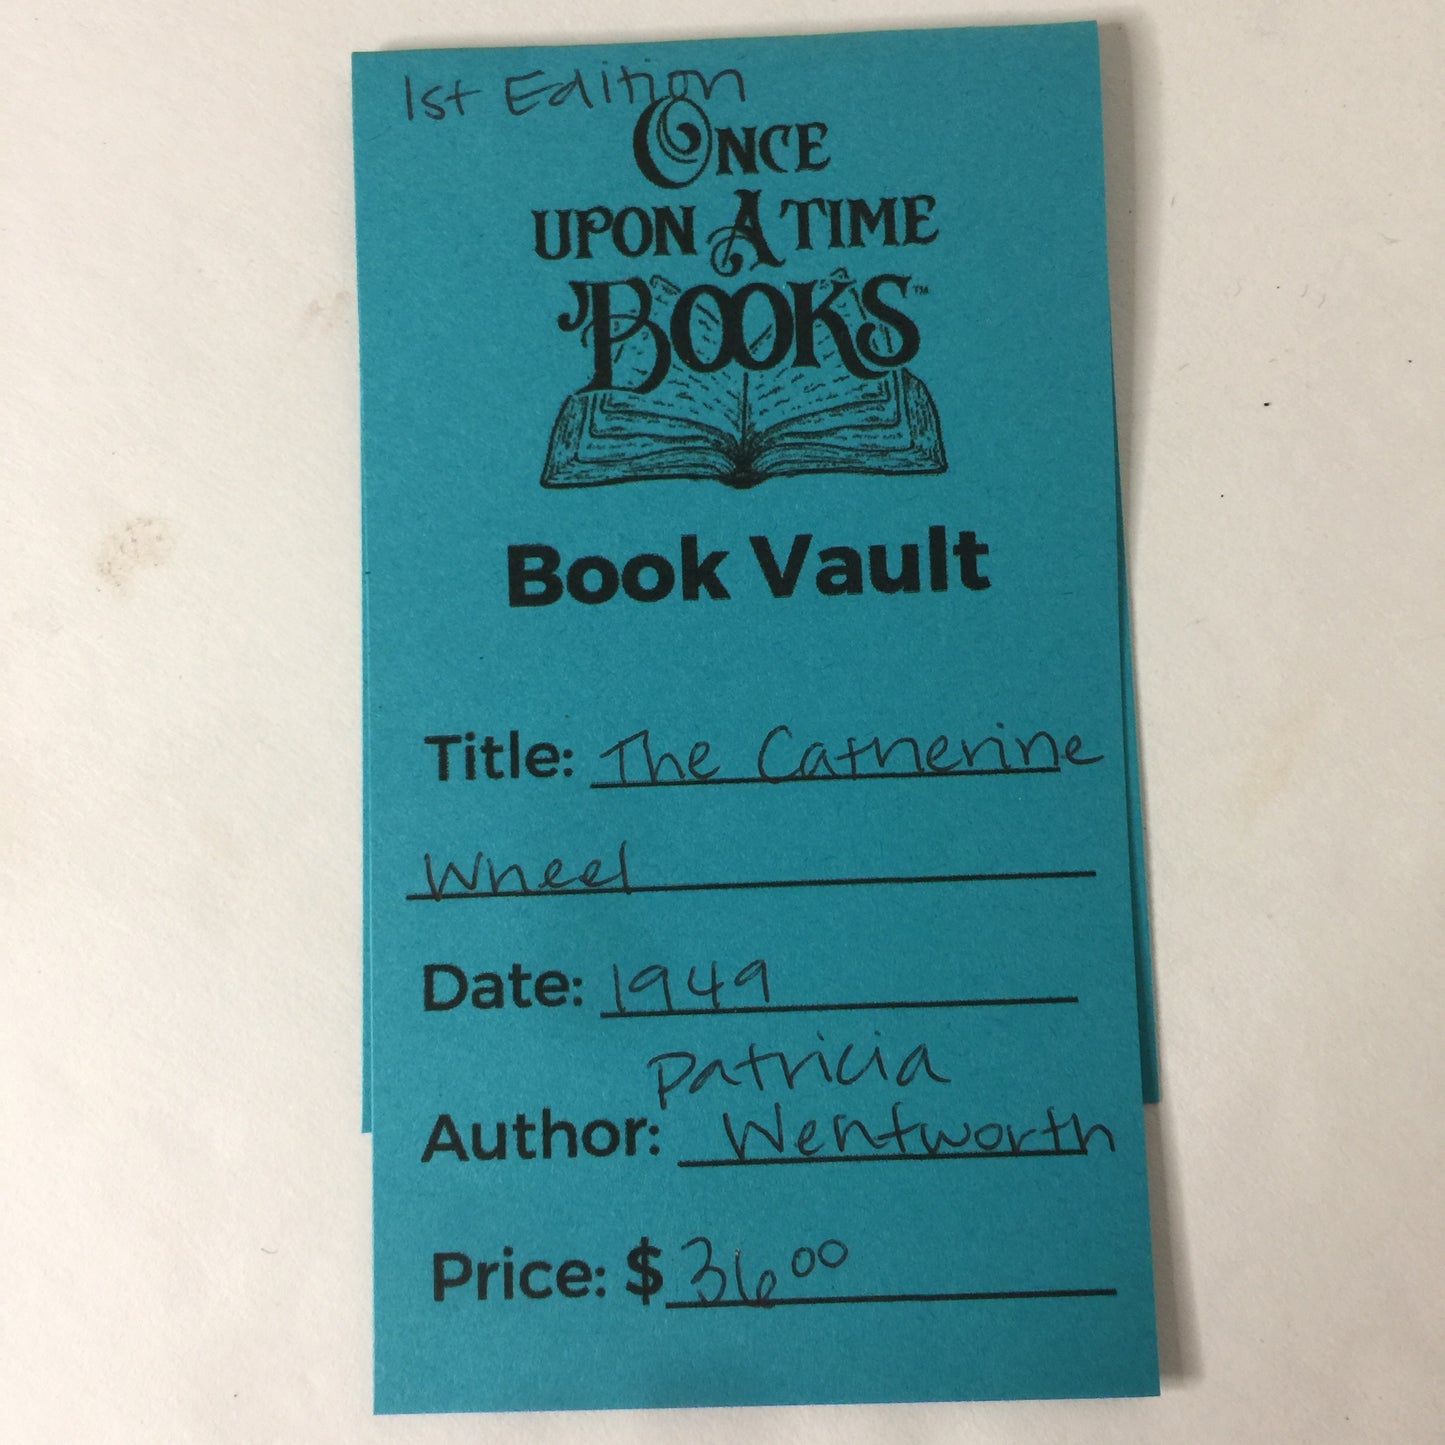 1st Edition
ONCE
UPON A TIME
BOOKS™
Book Vault
Title: The Catherine
Wheel
Date: 1949
Patricia
Author: Wentworth
Price: $36.00